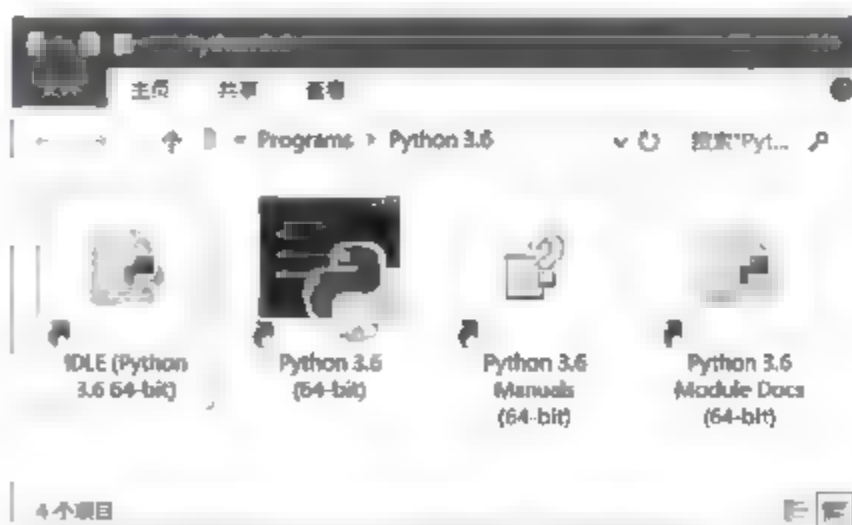 主页 共享 查看
Programs > Python 3.6
搜索"Pyt...
IDLE (Python
3.6 64-bit)
Python 3.6
(64-bit)
Python 3.6
Manuals
(64-bit)
Python 3.6
Module Docs
(64-bit)
4 个项目